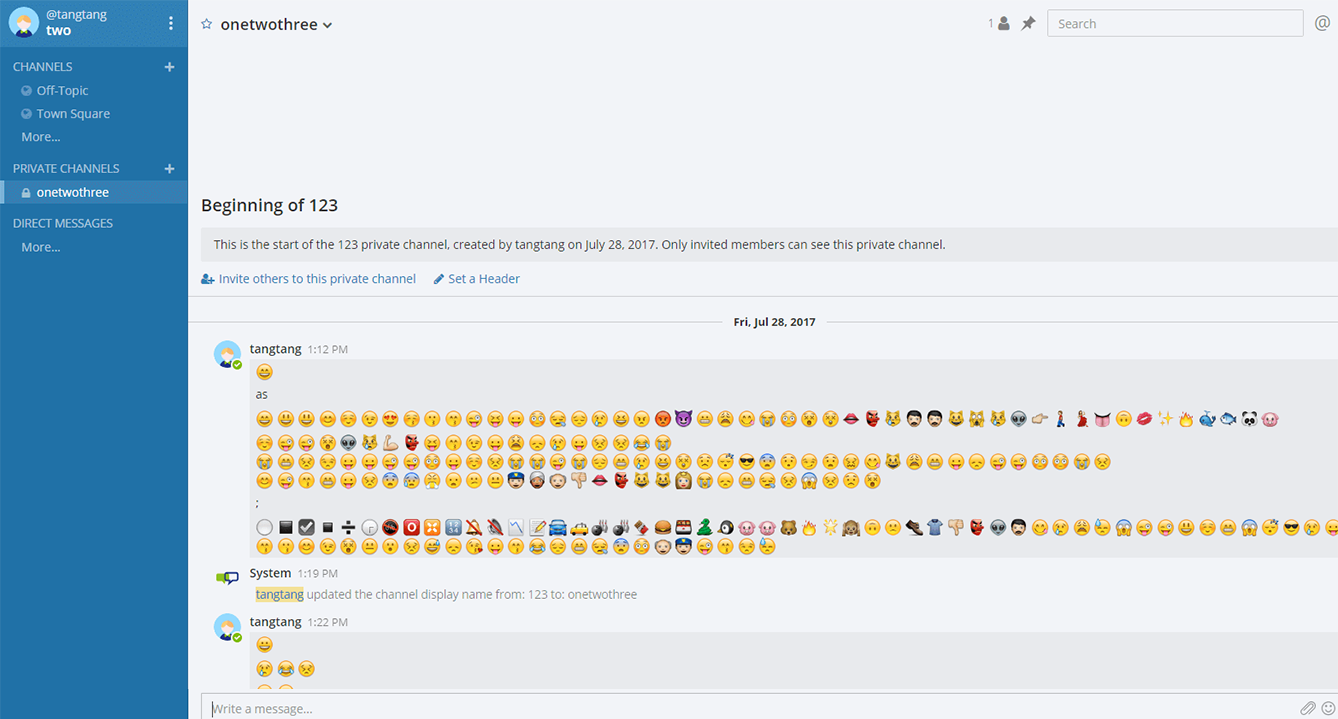 @tangtang
two
CHANNELS
Off-Topic
Town Square
More...
PRIVATE CHANNELS
onetwothree
DIRECT MESSAGES
More...
onetwothree
1
Search
@
Beginning of 123
This is the start of the 123 private channel, created by tangtang on July 28, 2017. Only invited members can see this private channel.
Invite others to this private channel
Set a Header
Fri, Jul 28, 2017
tangtang 1:12 PM
as
;
System 1:19 PM
tangtang updated the channel display name from: 123 to: onetwothree
tangtang 1:22 PM
Write a message...